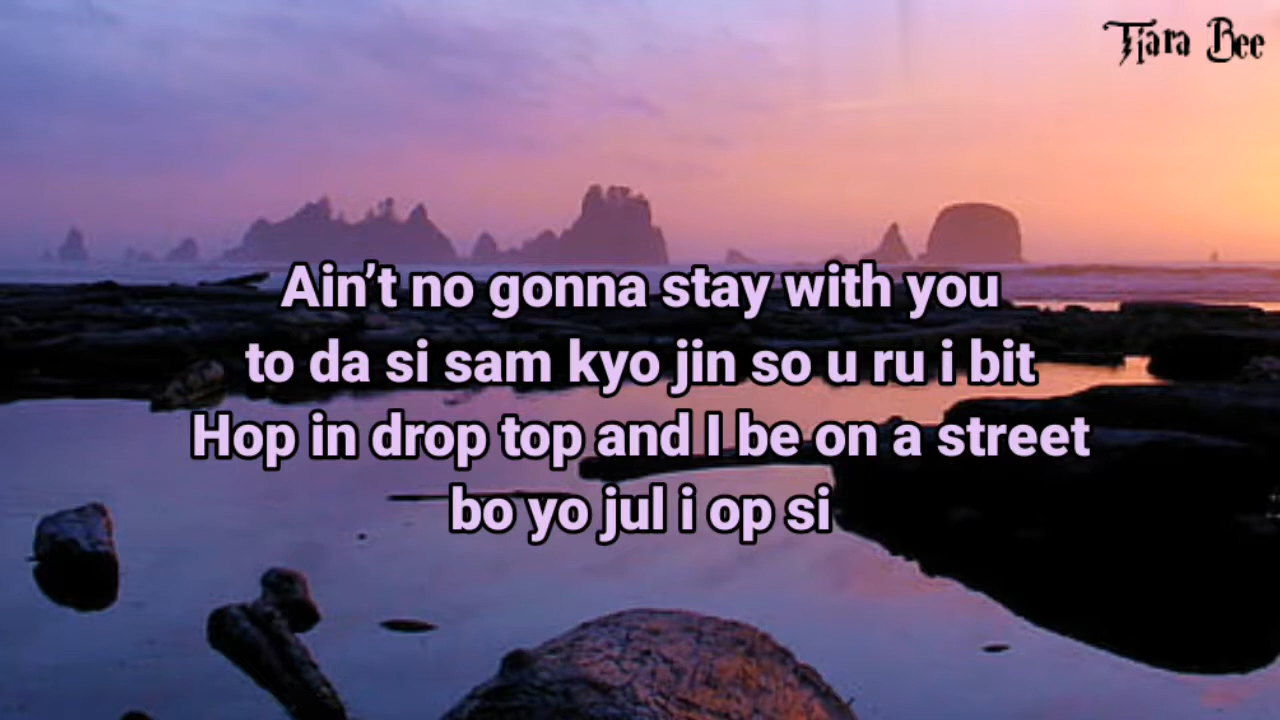 Tjara Bee
Ain’t no gonna stay with you
to da si sam kyo jin so u ru i bit
Hop in drop top and I be on a street
bo yo jul i op si